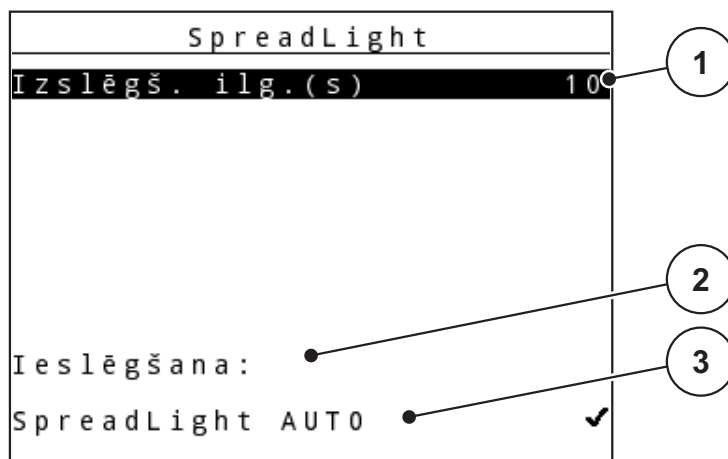 SpreadLight
Izslēgš. ilg.(s) 10
1
2
Ieslēgšana:
3
SpreadLight AUTO ✔